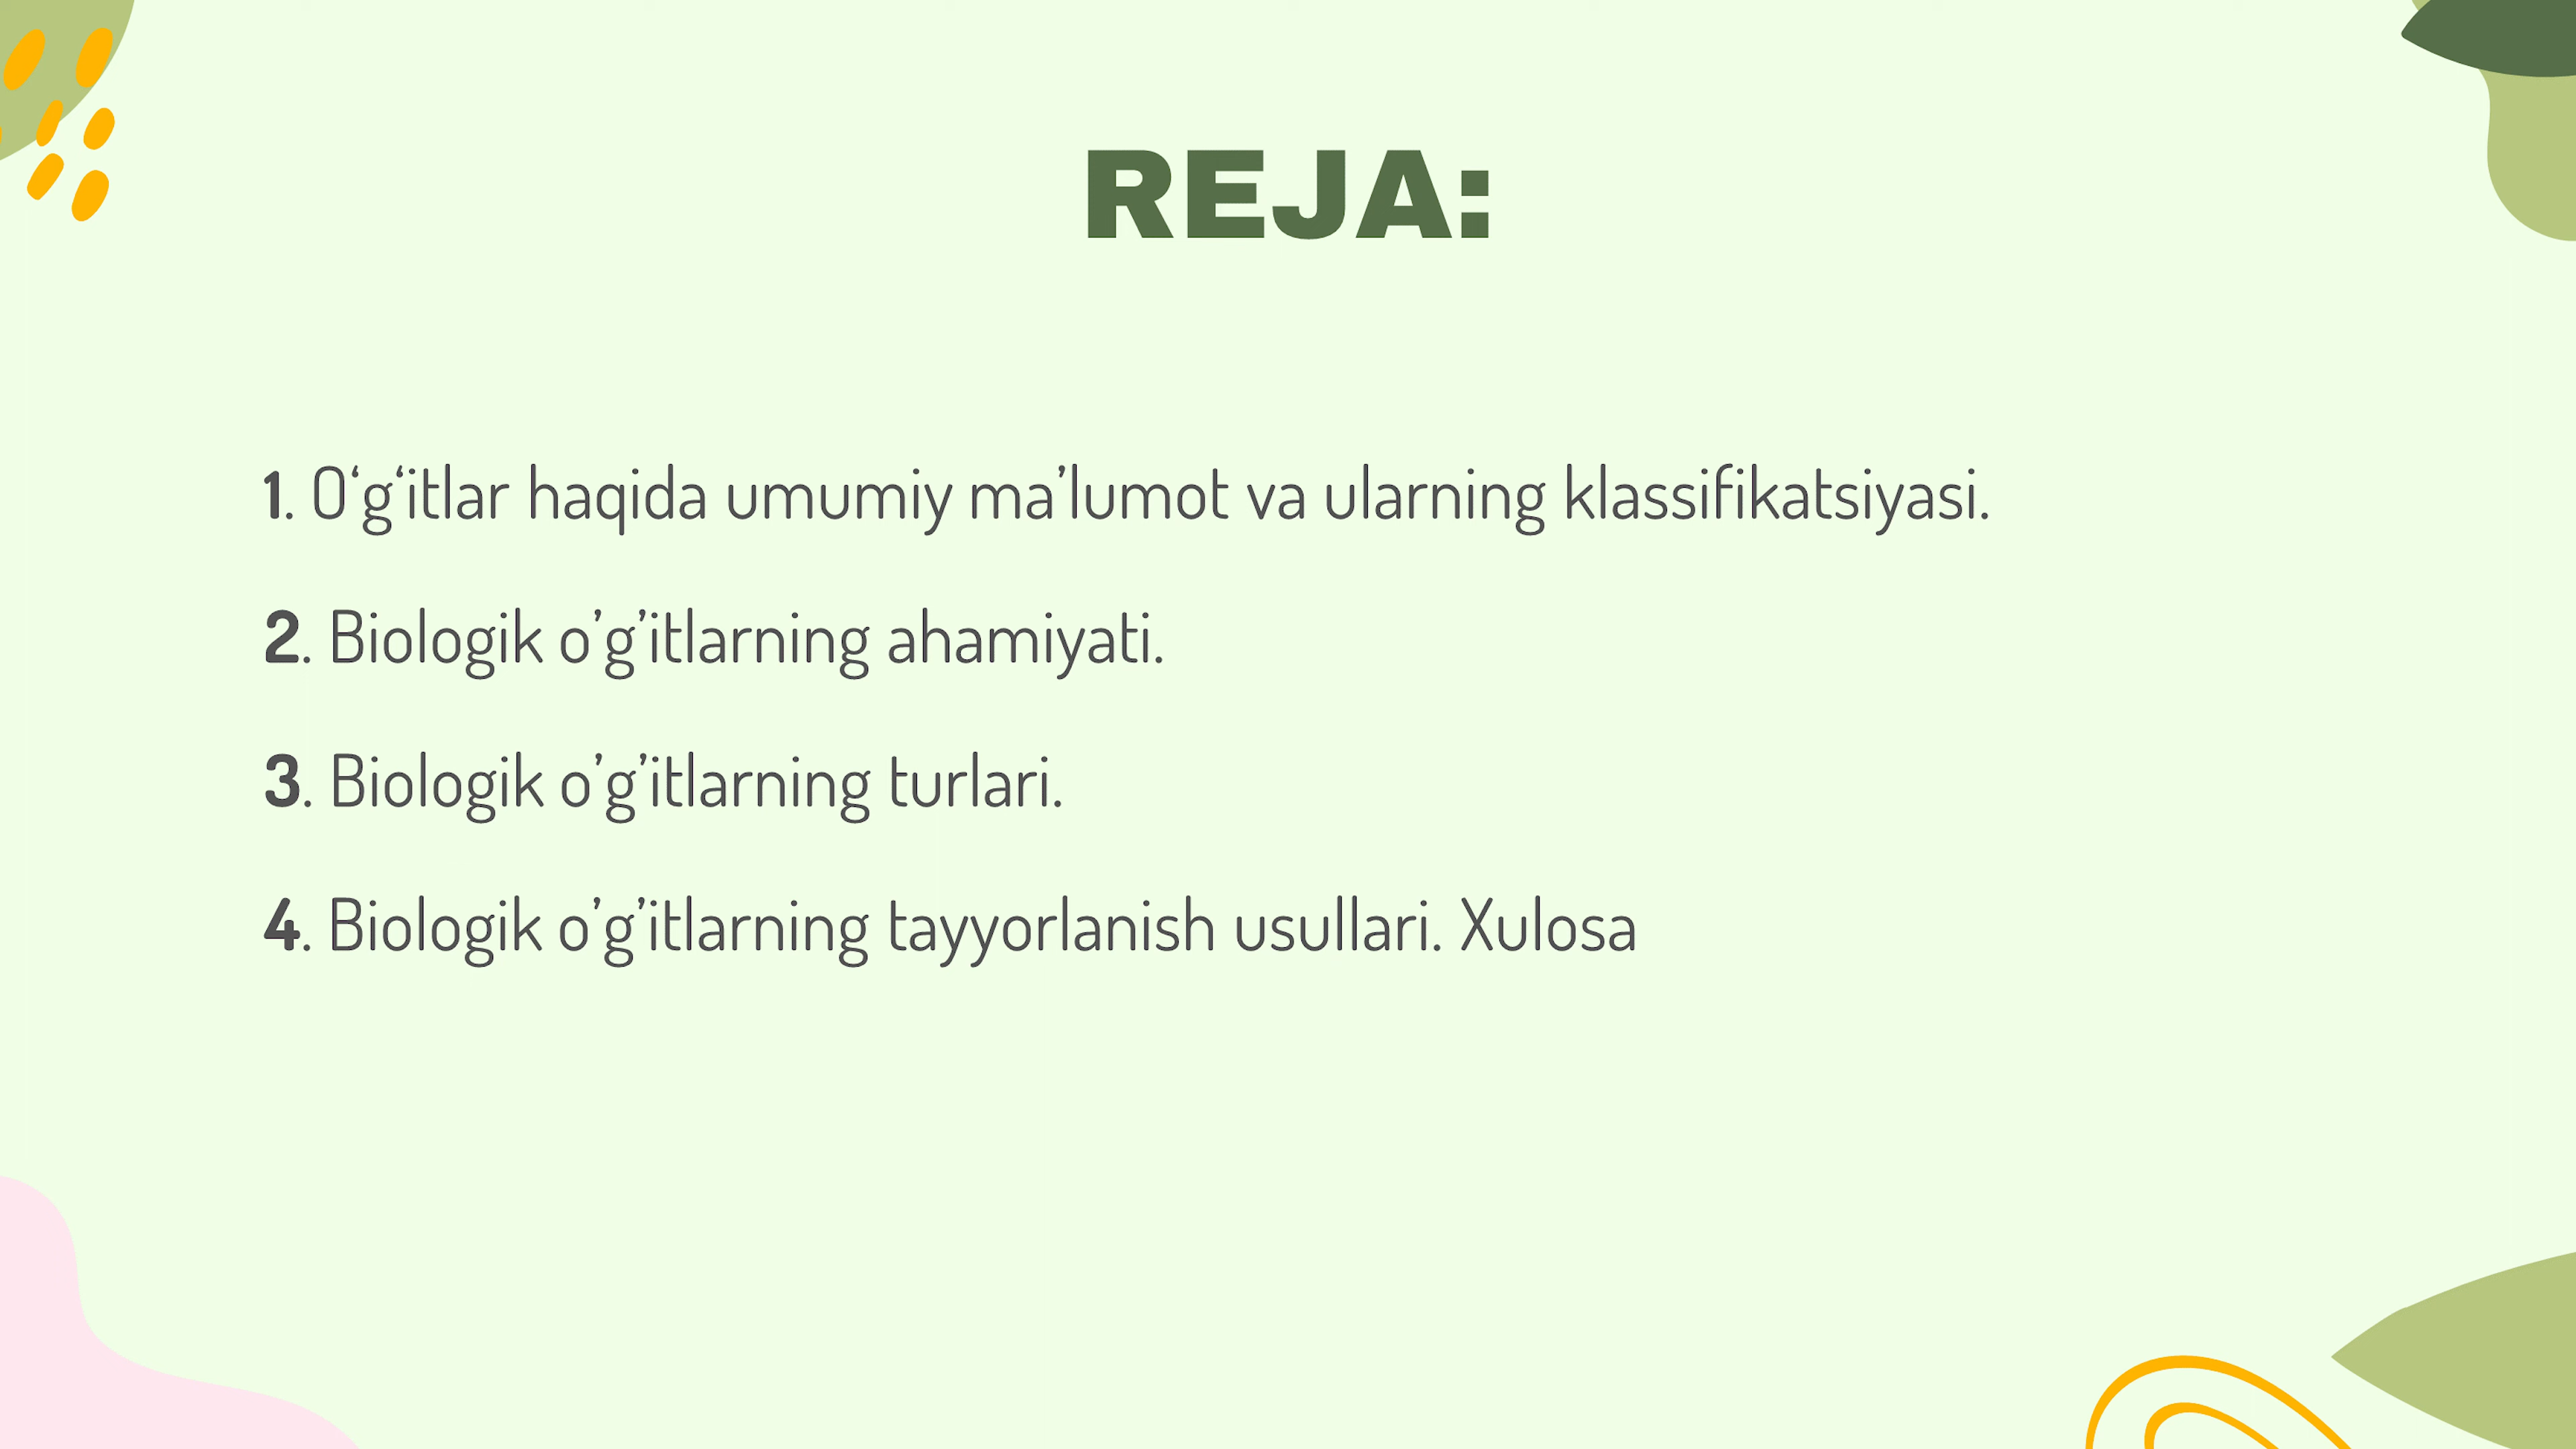 REJA:
1. O‘g‘itlar haqida umumiy ma’lumot va ularning klassifikatsiyasi.
2. Biologik o’g’itlarning ahamiyati.
3. Biologik o’g’itlarning turlari.
4. Biologik o’g’itlarning tayyorlanish usullari. Xulosa